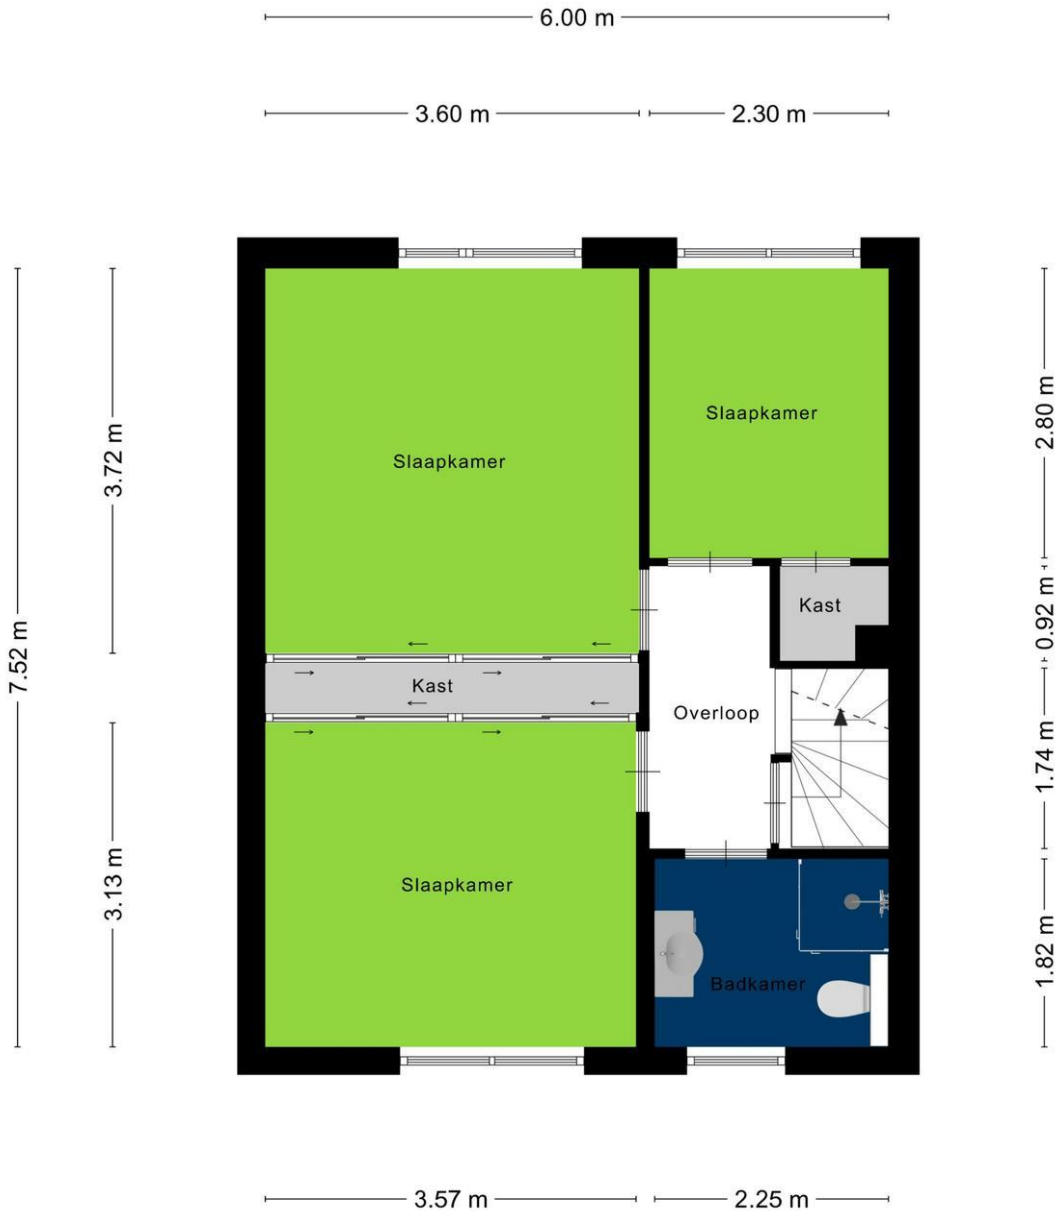 6.00 m
3.60 m
2.30 m
3.72 m
7.52 m
3.13 m
2.80 m
0.92 m
1.74 m
1.82 m
Slaapkamer
Slaapkamer
Kast
Kast
Overloop
Slaapkamer
Badkamer
3.57 m
2.25 m